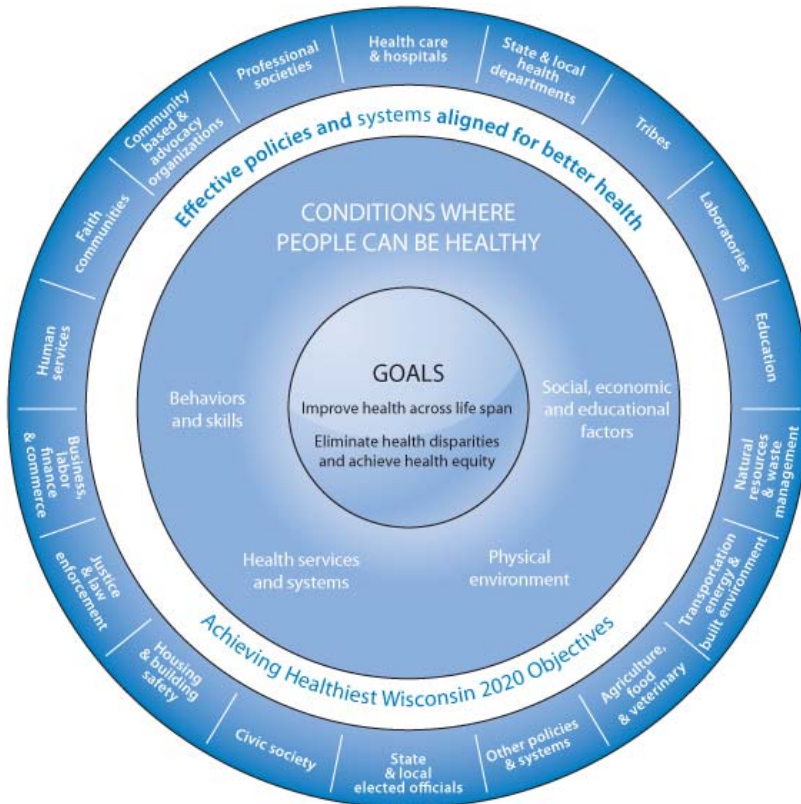 Health care
& hospitals
State & local
health
departments
Tribes
Laboratories
Education
Natural
resources
& waste
management
Transportation
energy &
built environment
Agriculture,
food
& veterinary
Other policies
& systems
State
& local
elected officials
Civic society
Housing
& building
safety
Justice
& law
enforcement
Business,
labor
finance
& commerce
Human
services
Faith
communities
Community
based &
advocacy
organizations
Professional
societies
Effective policies and systems aligned for better health
CONDITIONS WHERE
PEOPLE CAN BE HEALTHY
GOALS
Improve health across life span
Eliminate health disparities
and achieve health equity
Behaviors
and skills
Social, economic
and educational
factors
Health services
and systems
Physical
environment
Achieving Healthiest Wisconsin 2020 Objectives